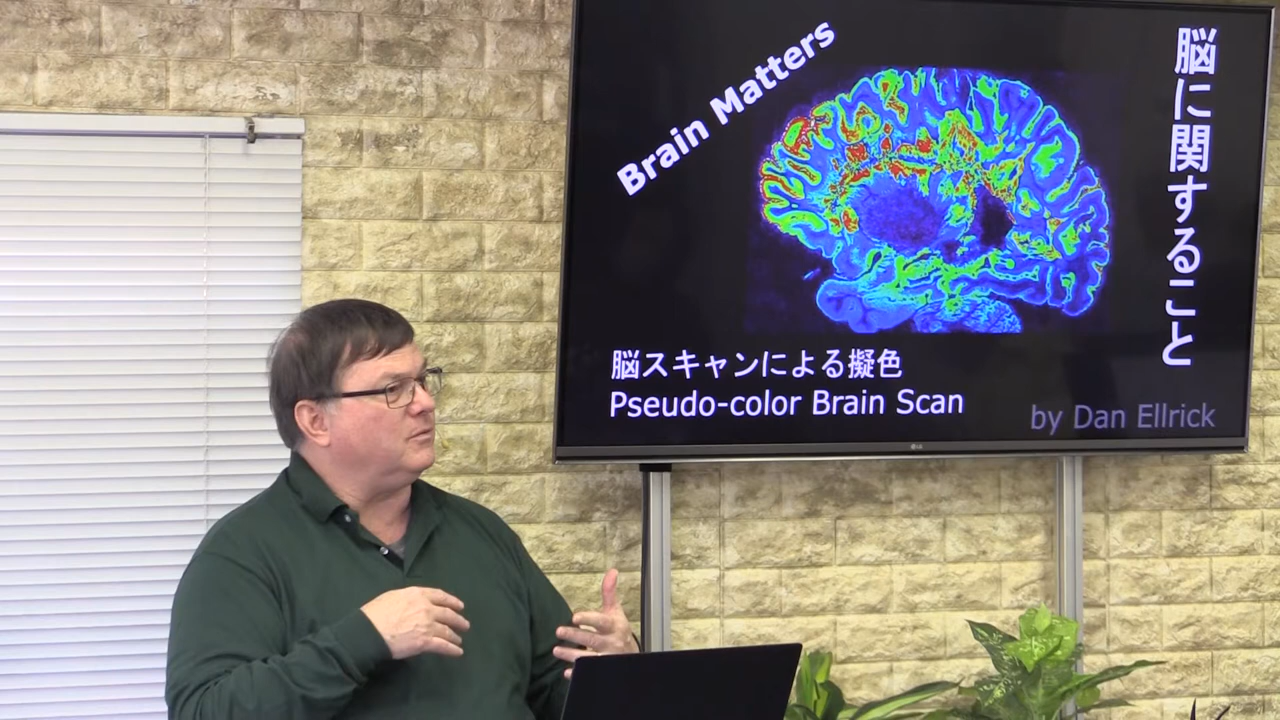 Brain Matters
脳に関すること
脳スキャンによる擬色
Pseudo-color Brain Scan
by Dan Ellrick
LG